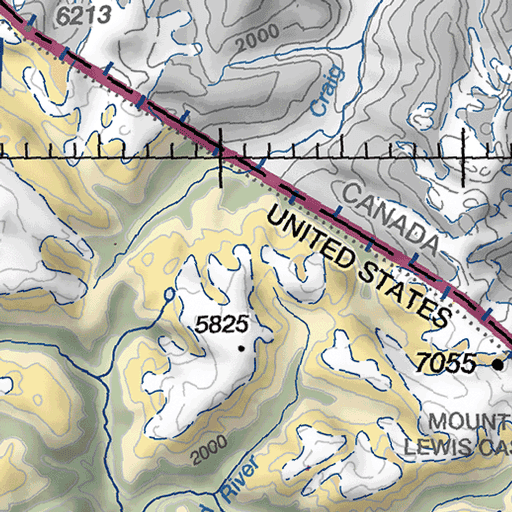 6213
2000
Craig
CANADA
UNITED STATES
5825
7055
MOUNT
LEWIS CAS
2000
River